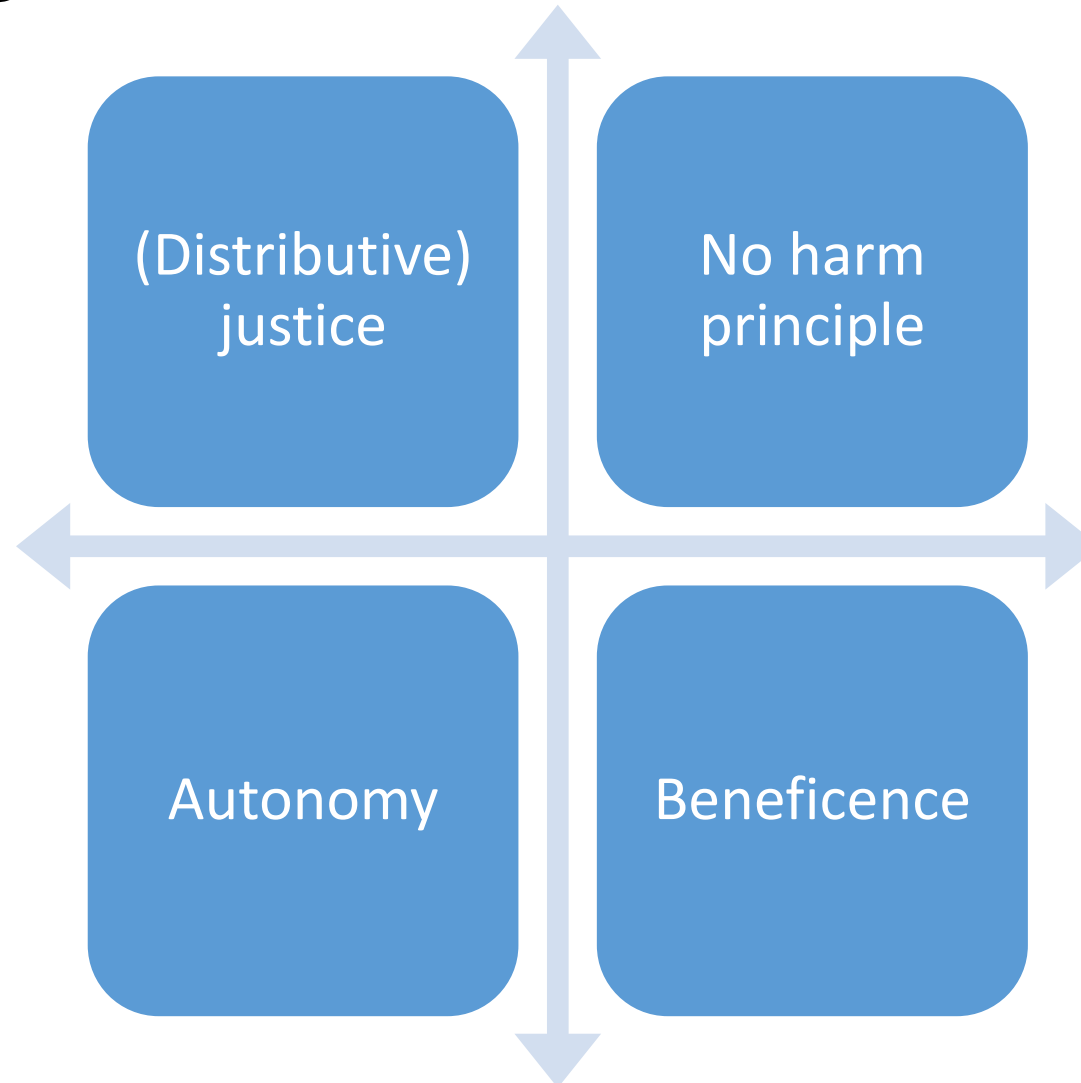 (Distributive)
justice
No harm
principle
Autonomy
Beneficence